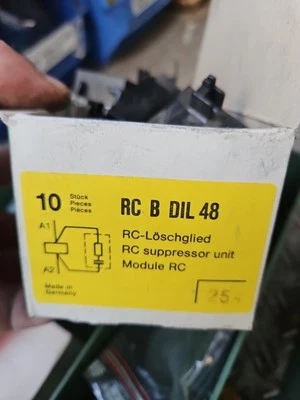 10 Stück
Pieces
Pièces
RC B DIL 48
A1
A2
RC-Löschglied
RC suppressor unit
Module RC
Made in
Germany